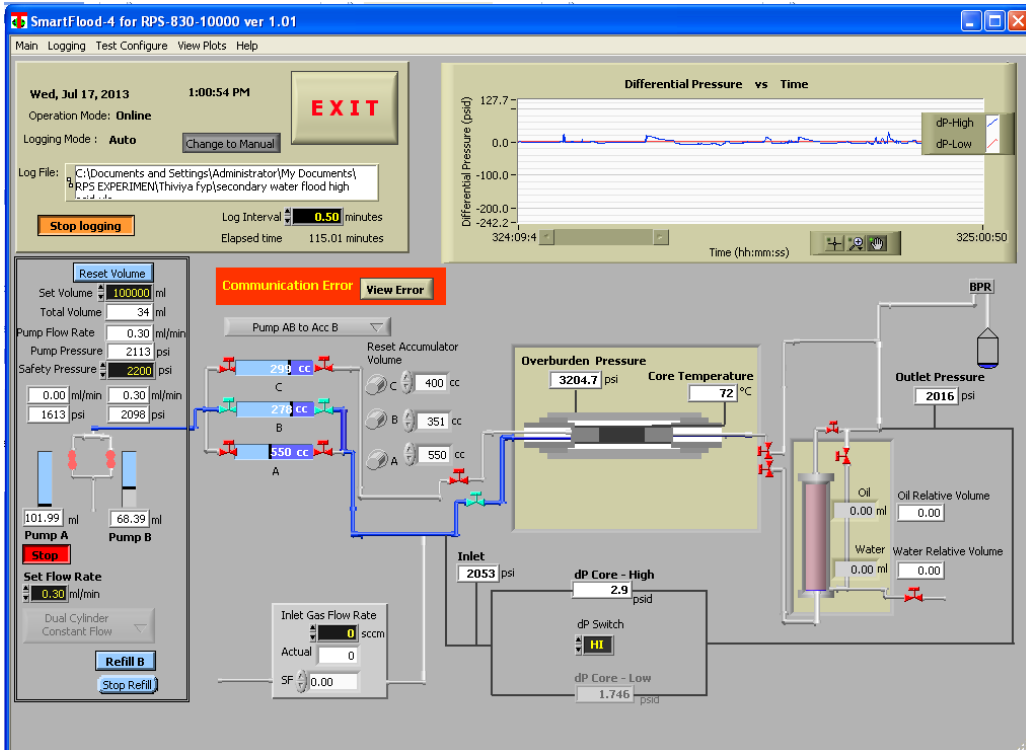 SmartFlood-4 for RPS-830-10000 ver 1.01
Main Logging Test Configure View Plots Help
Wed, Jul 17, 2013 1:00:54 PM
Operation Mode: Online
Logging Mode : Auto
Change to Manual
EXIT
Log File:
C:\Documents and Settings\Administrator\My Documents\
RPS EXPERIMEN\Thiviya fyp\secondary water flood high
Stop logging
Log Interval 0.50 minutes
Elapsed time 115.01 minutes
Differential Pressure vs Time
Differential Pressure (psid)
127.7
0.0
-100.0
-200.0
-242.2
324:09:4
325:00:50
Time (hh:mm:ss)
dP-High
dP-Low
Reset Volume
Set Volume 100000 ml
Total Volume 34 ml
Pump Flow Rate 0.30 ml/min
Pump Pressure 2113 psi
Safety Pressure 2200 psi
0.00 ml/min 0.30 ml/min
1613 psi 2098 psi
101.99 ml 68.39 ml
Pump A Pump B
Stop
Set Flow Rate
0.30 ml/min
Dual Cylinder
Constant Flow
Refill B
Stop Refill
Communication Error View Error
Pump AB to Acc B
299 cc
C
278 cc
B
550 cc
A
Reset Accumulator
Volume
C 400 cc
B 351 cc
A 550 cc
Overburden Pressure
3204.7 psi
Core Temperature
72 °C
BPR
Outlet Pressure
2016 psi
Oil
0.00 ml
Oil Relative Volume
0.00
Water
0.00 ml
Water Relative Volume
0.00
Inlet
2053 psi
dP Core - High
2.9
psid
dP Switch
HI
dP Core - Low
1.746
psid
Inlet Gas Flow Rate
0 sccm
Actual 0
SF 0.00